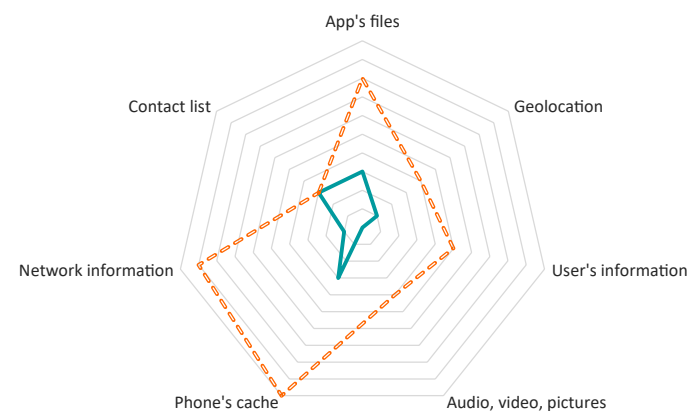 App's files
Contact list
Geolocation
Network information
User's information
Phone's cache
Audio, video, pictures